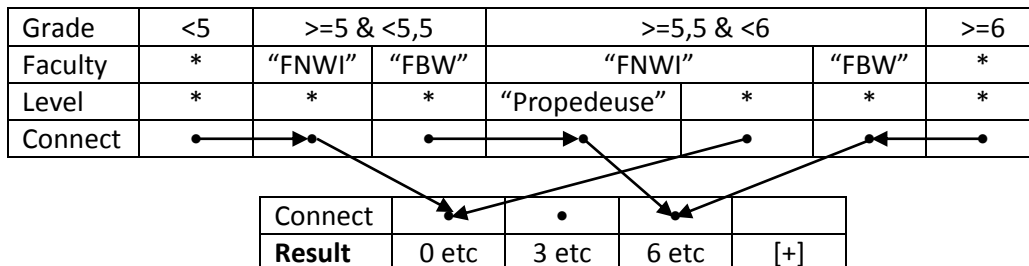 Grade <5 >=5 & <5,5 >=5,5 & <6 >=6
Faculty * “FNWI” “FBW” “FNWI” “FBW” *
Level * * * “Propedeuse” * * *
Connect
Connect
Result 0 etc 3 etc 6 etc [+]